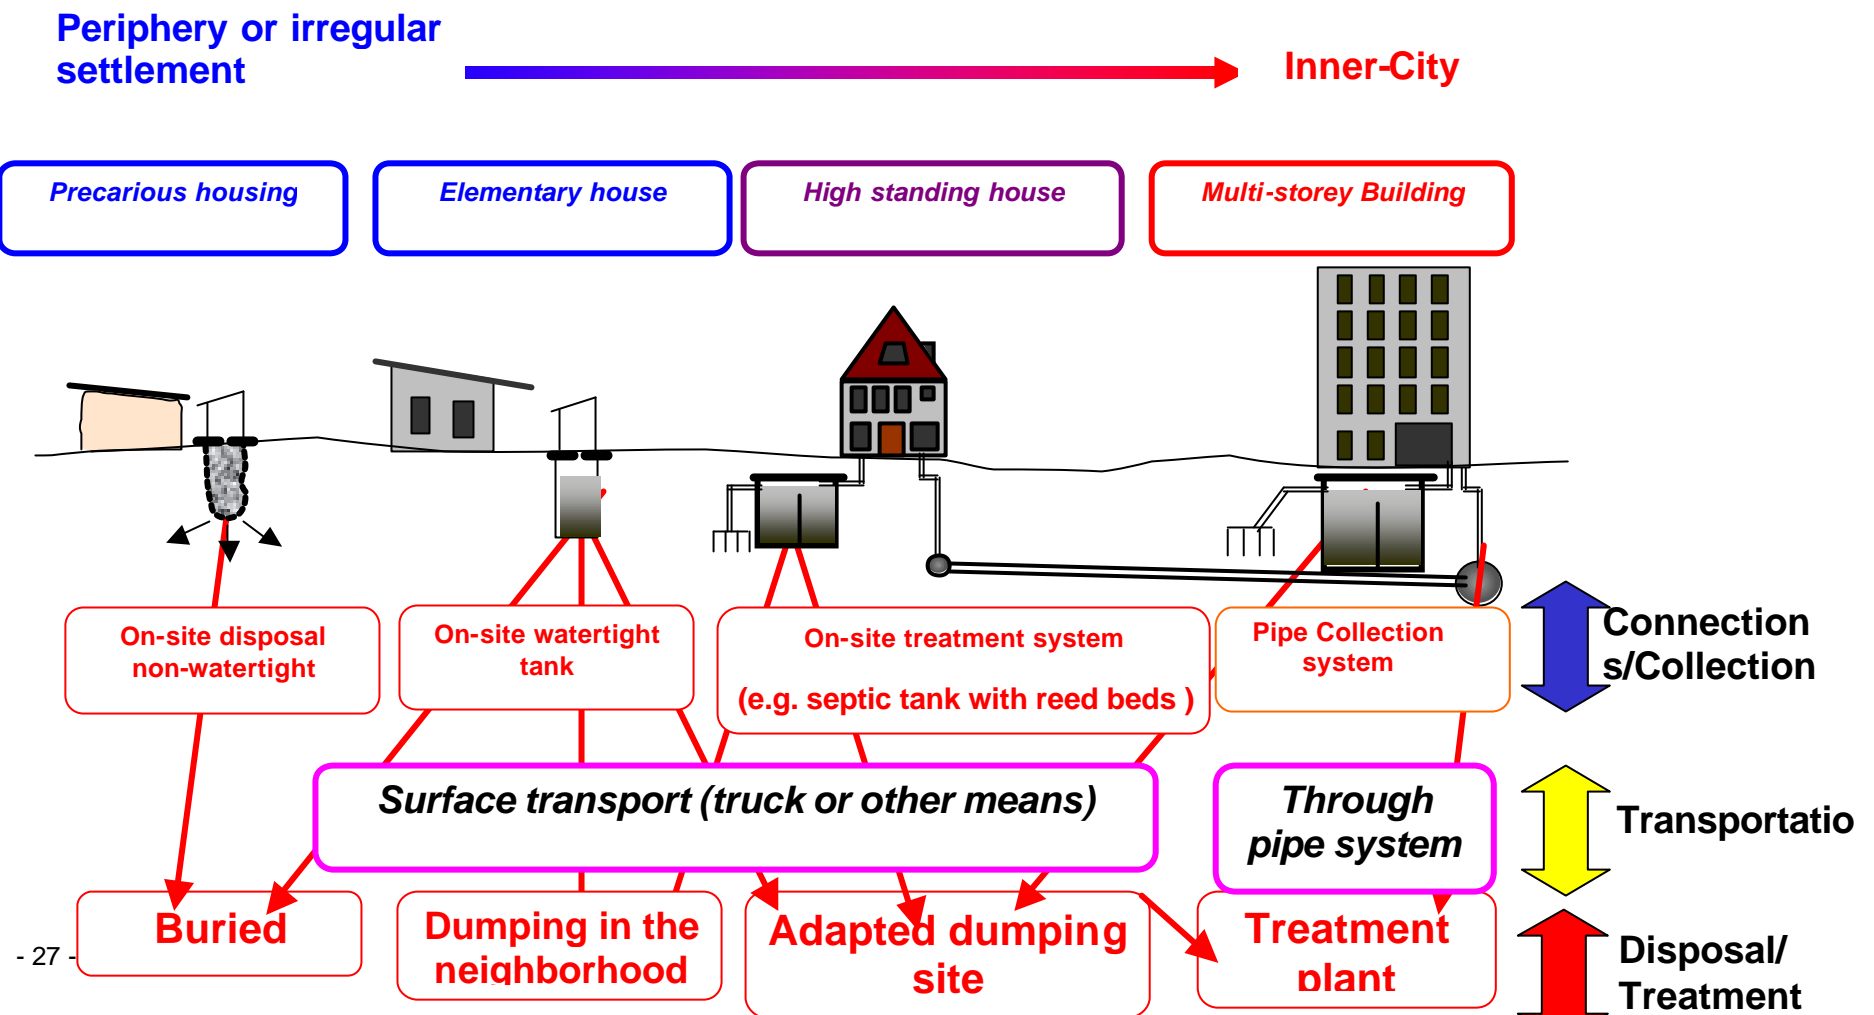 Periphery or irregular
settlement
Inner-City
Precarious housing
Elementary house
High standing house
Multi-storey Building
On-site disposal
non-watertight
On-site watertight
tank
On-site treatment system
(e.g. septic tank with reed beds )
Pipe Collection
system
Connection
s/Collection
Surface transport (truck or other means)
Through
pipe system
Transportatio
Buried
Dumping in the
neighborhood
Adapted dumping
site
Treatment
plant
Disposal/
Treatment
- 27 -